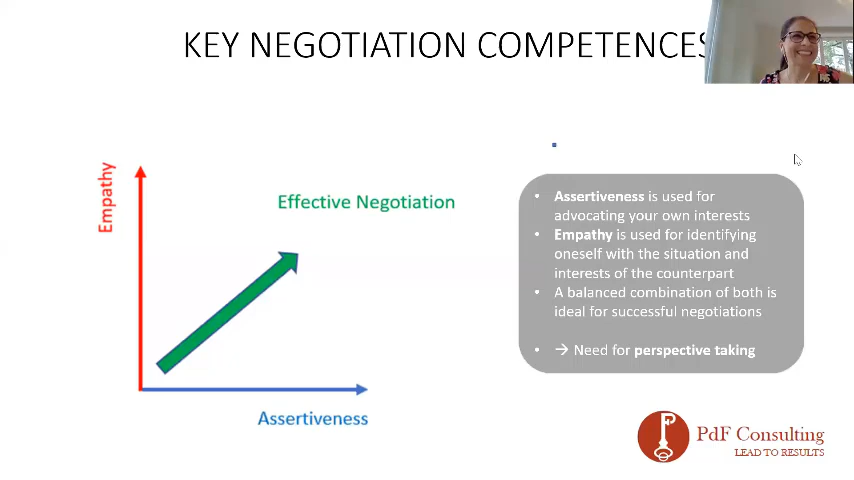 KEY NEGOTIATION COMPETENCES
Empathy
Effective Negotiation
Assertiveness
• Assertiveness is used for
advocating your own interests
• Empathy is used for identifying
oneself with the situation and
interests of the counterpart
• A balanced combination of both is
ideal for successful negotiations
• → Need for perspective taking
PdF Consulting
LEAD TO RESULTS